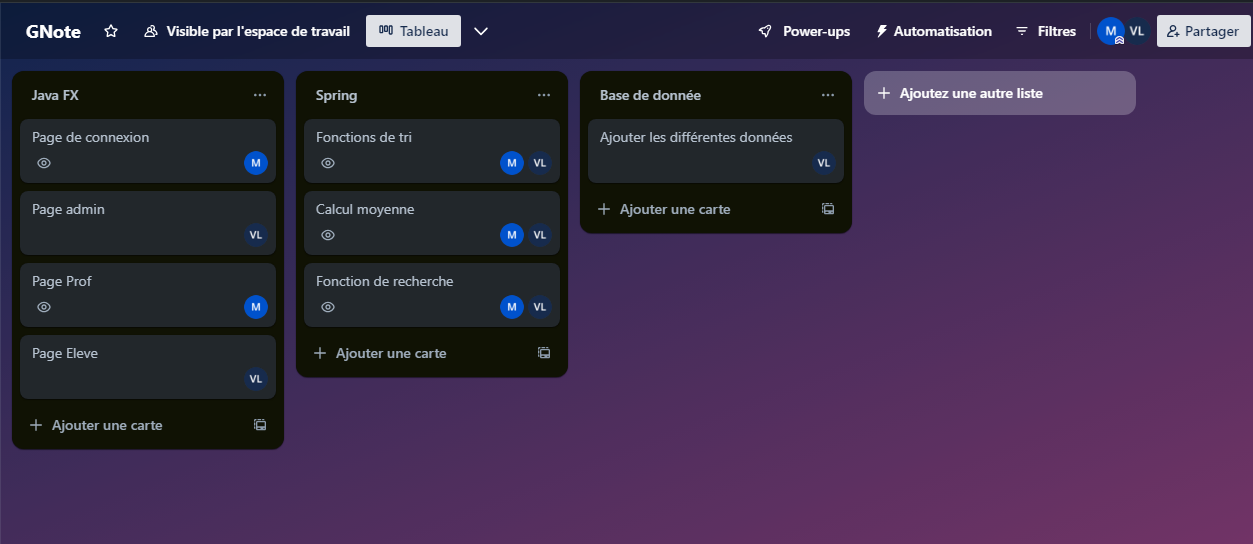 GNote Visible par l'espace de travail Tableau Power-ups Automatisation Filtres M VL Partager
Java FX
Page de connexion
M
Page admin
VL
Page Prof
M
Page Eleve
VL
Ajouter une carte
Spring
Fonctions de tri
M VL
Calcul moyenne
M VL
Fonction de recherche
M VL
Ajouter une carte
Base de donnée
Ajouter les différentes données
VL
Ajouter une carte
Ajoutez une autre liste